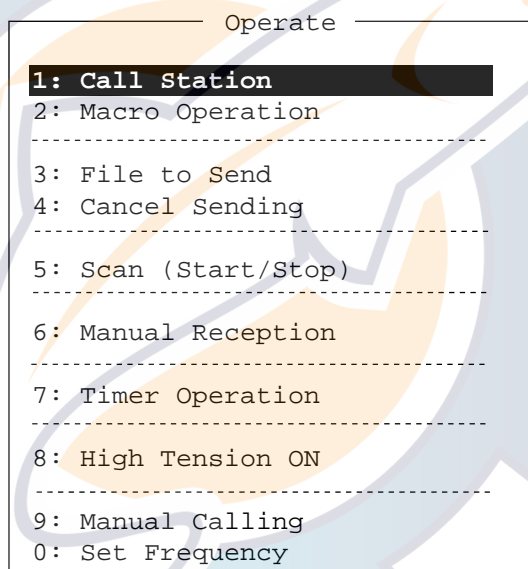 Operate
1: Call Station
2: Macro Operation
3: File to Send
4: Cancel Sending
5: Scan (Start/Stop)
6: Manual Reception
7: Timer Operation
8: High Tension ON
9: Manual Calling
0: Set Frequency